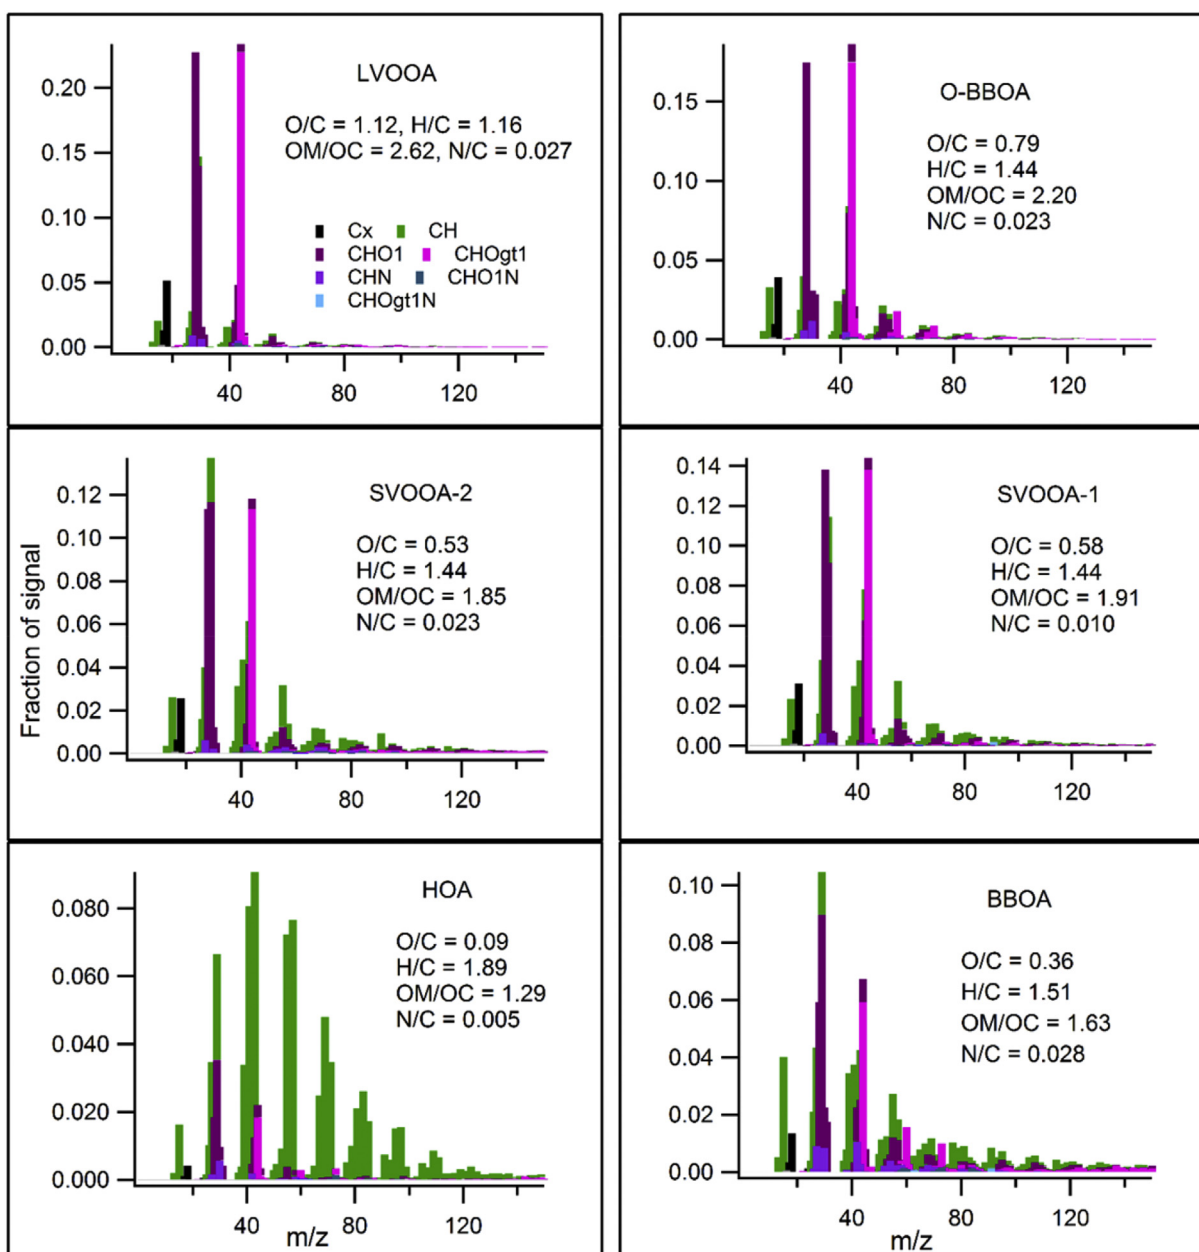 LVOOA
O/C = 1.12, H/C = 1.16
OM/OC = 2.62, N/C = 0.027
Cx CH
CHO1 CHOgt1
CHN CHO1N
CHOgt1N
0.20
0.15
0.10
0.05
0.00
40 80 120
O-BBOA
O/C = 0.79
H/C = 1.44
OM/OC = 2.20
N/C = 0.023
0.15
0.10
0.05
0.00
40 80 120
Fraction of signal
SVOOA-2
O/C = 0.53
H/C = 1.44
OM/OC = 1.85
N/C = 0.023
0.12
0.10
0.08
0.06
0.04
0.02
0.00
40 80 120
SVOOA-1
O/C = 0.58
H/C = 1.44
OM/OC = 1.91
N/C = 0.010
0.14
0.12
0.10
0.08
0.06
0.04
0.02
0.00
40 80 120
HOA
O/C = 0.09
H/C = 1.89
OM/OC = 1.29
N/C = 0.005
0.080
0.060
0.040
0.020
0.000
40 80 120
m/z
BBOA
O/C = 0.36
H/C = 1.51
OM/OC = 1.63
N/C = 0.028
0.10
0.08
0.06
0.04
0.02
0.00
40 80 120
m/z